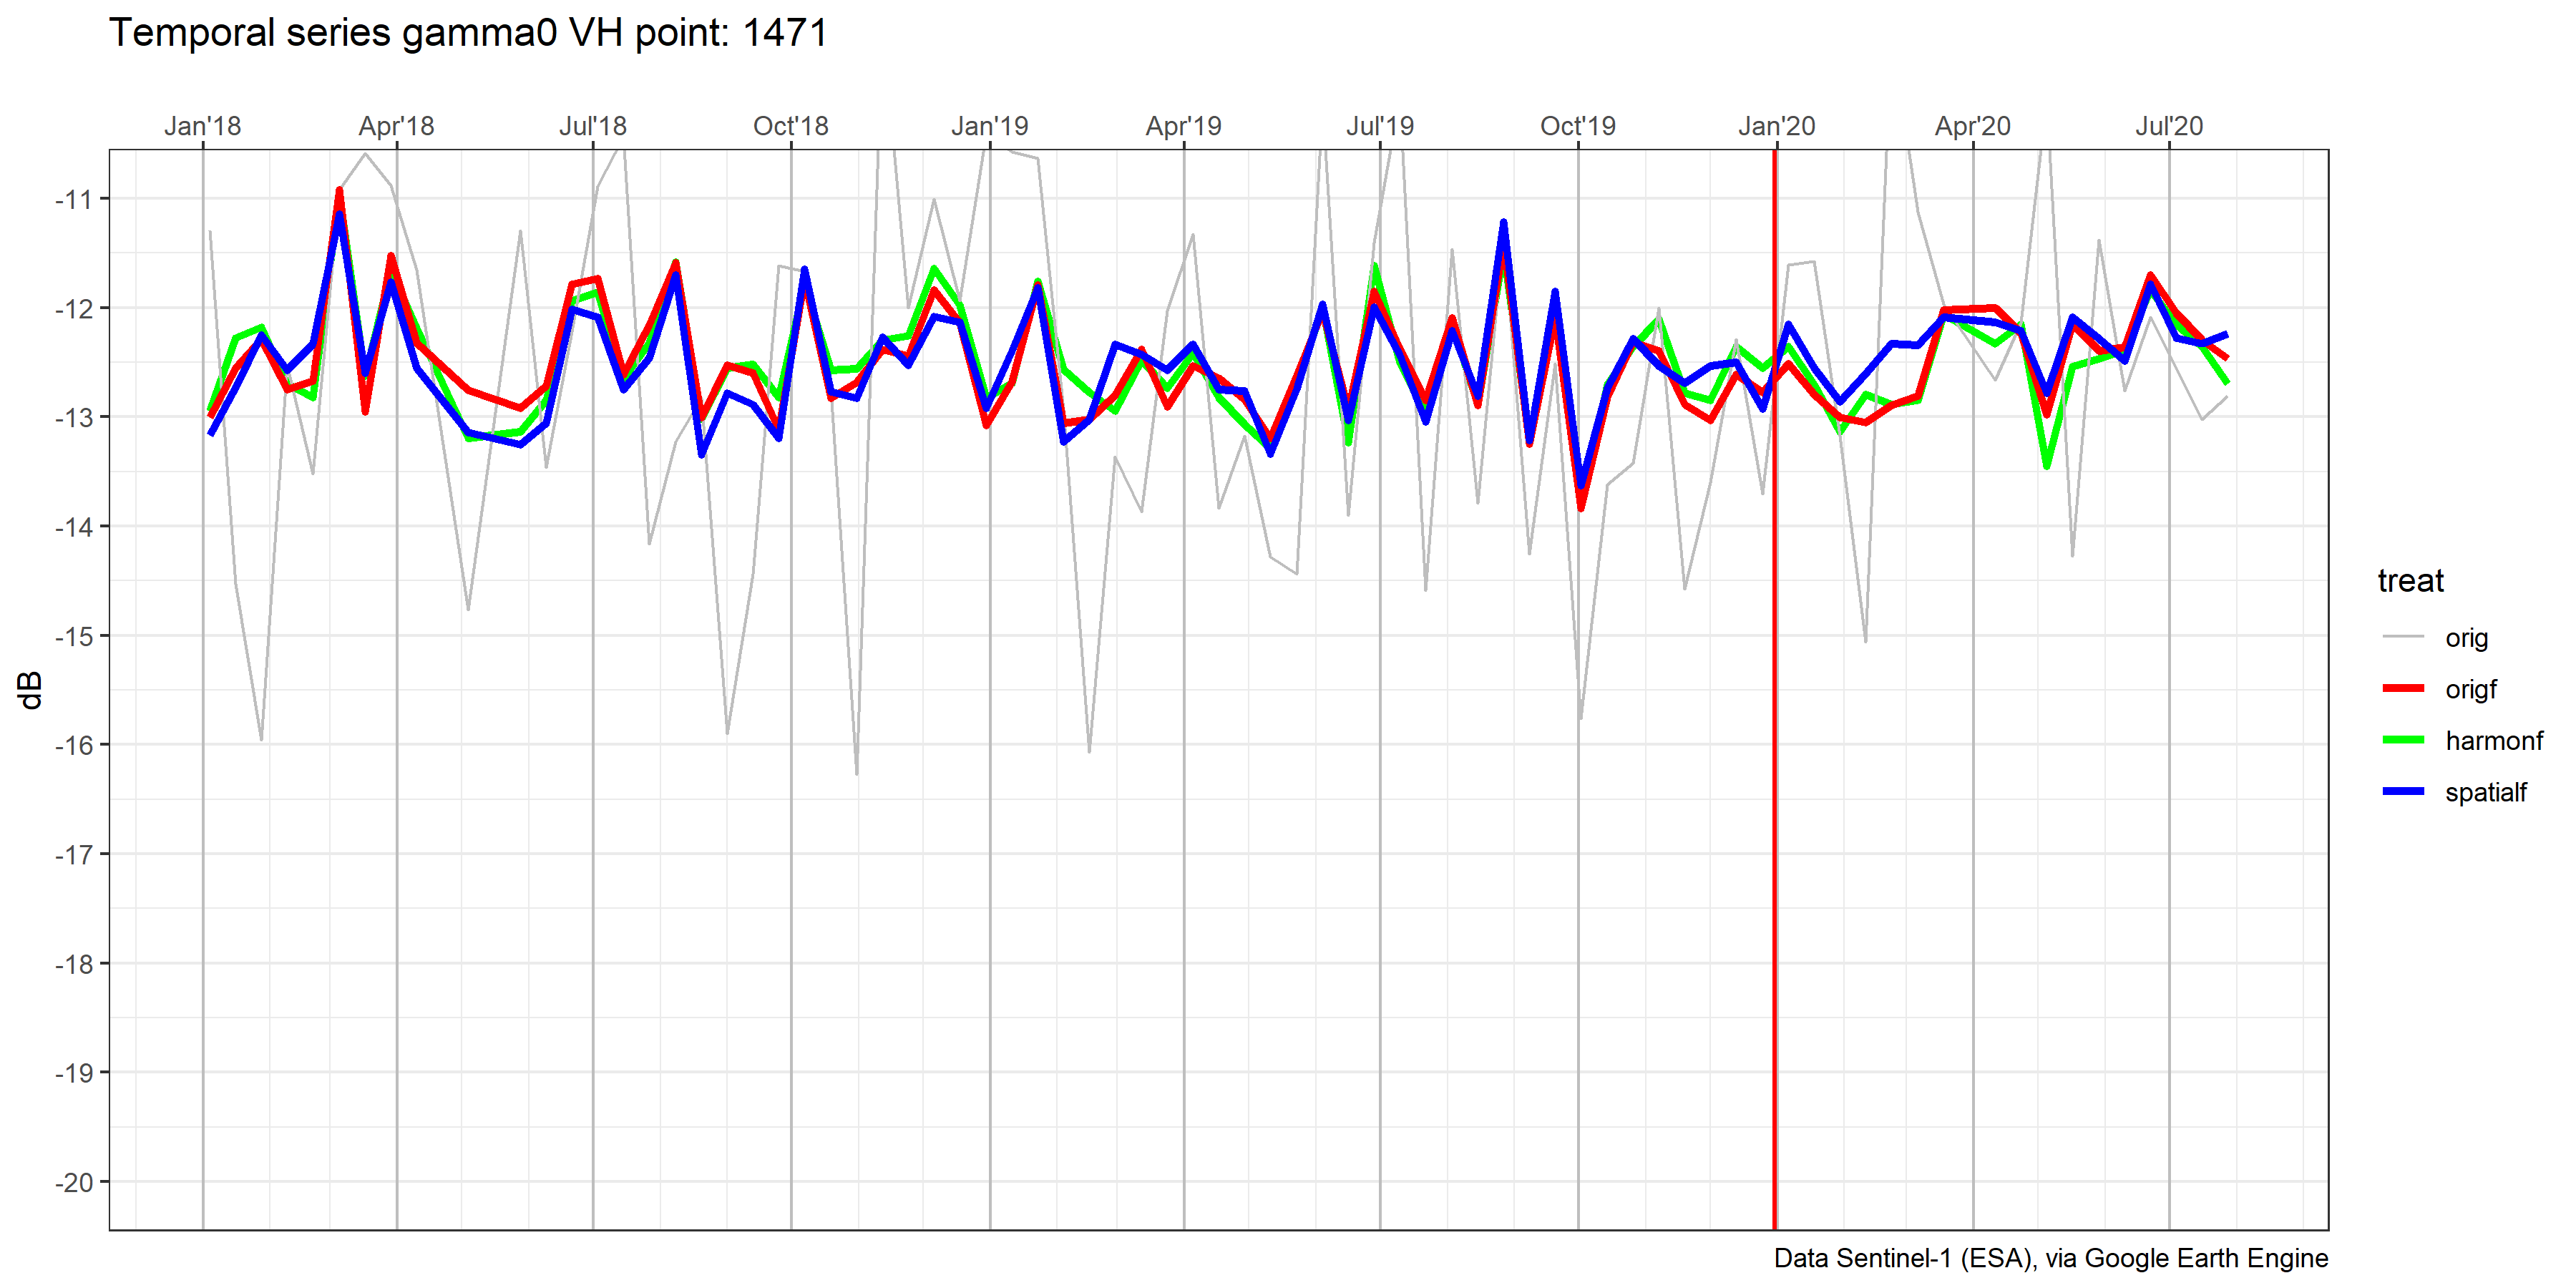 Temporal series gamma0 VH point: 1471
Jan'18 Apr'18 Jul'18 Oct'18 Jan'19 Apr'19 Jul'19 Oct'19 Jan'20 Apr'20 Jul'20
-11
-12
-13
-14
-15
-16
-17
-18
-19
-20
dB
treat
orig
origf
harmonf
spatialf
Data Sentinel-1 (ESA), via Google Earth Engine